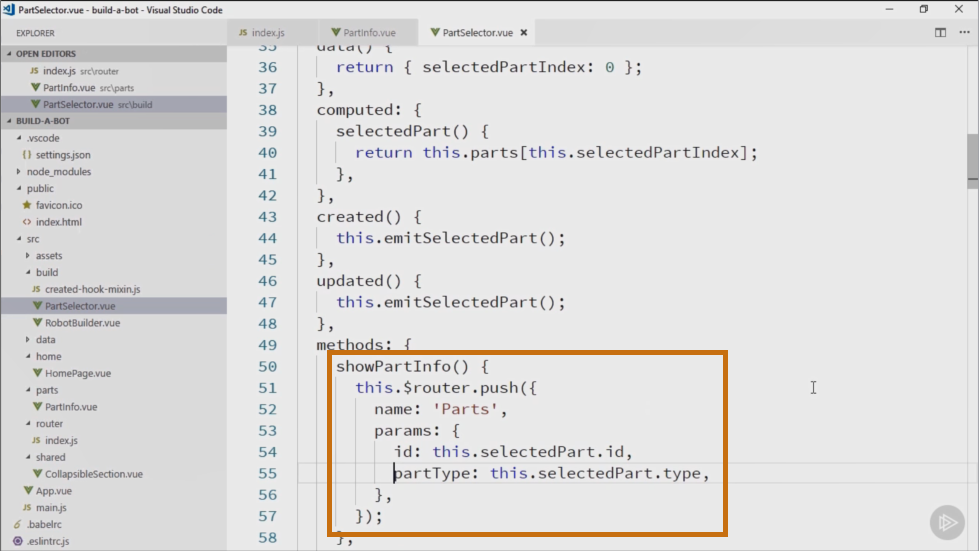 PartSelector.vue - build-a-bot - Visual Studio Code
EXPLORER
OPEN EDITORS
JS index.js src\router
PartInfo.vue src\parts
PartSelector.vue src\build
BUILD-A-BOT
.vscode
{} settings.json
node_modules
public
favicon.ico
<> index.html
src
assets
build
JS created-hook-mixin.js
PartSelector.vue
RobotBuilder.vue
data
home
HomePage.vue
parts
PartInfo.vue
router
JS index.js
shared
CollapsibleSection.vue
App.vue
JS main.js
.babelrc
.eslintrc.js
JS index.js
PartInfo.vue
PartSelector.vue
35 data() {
36 return { selectedPartIndex: 0 };
37 },
38 computed: {
39 selectedPart() {
40 return this.parts[this.selectedPartIndex];
41 },
42 },
43 created() {
44 this.emitSelectedPart();
45 },
46 updated() {
47 this.emitSelectedPart();
48 },
49 methods: {
50 showPartInfo() {
51 this.$router.push({
52 name: 'Parts',
53 params: {
54 id: this.selectedPart.id,
55 partType: this.selectedPart.type,
56 },
57 });
58 },